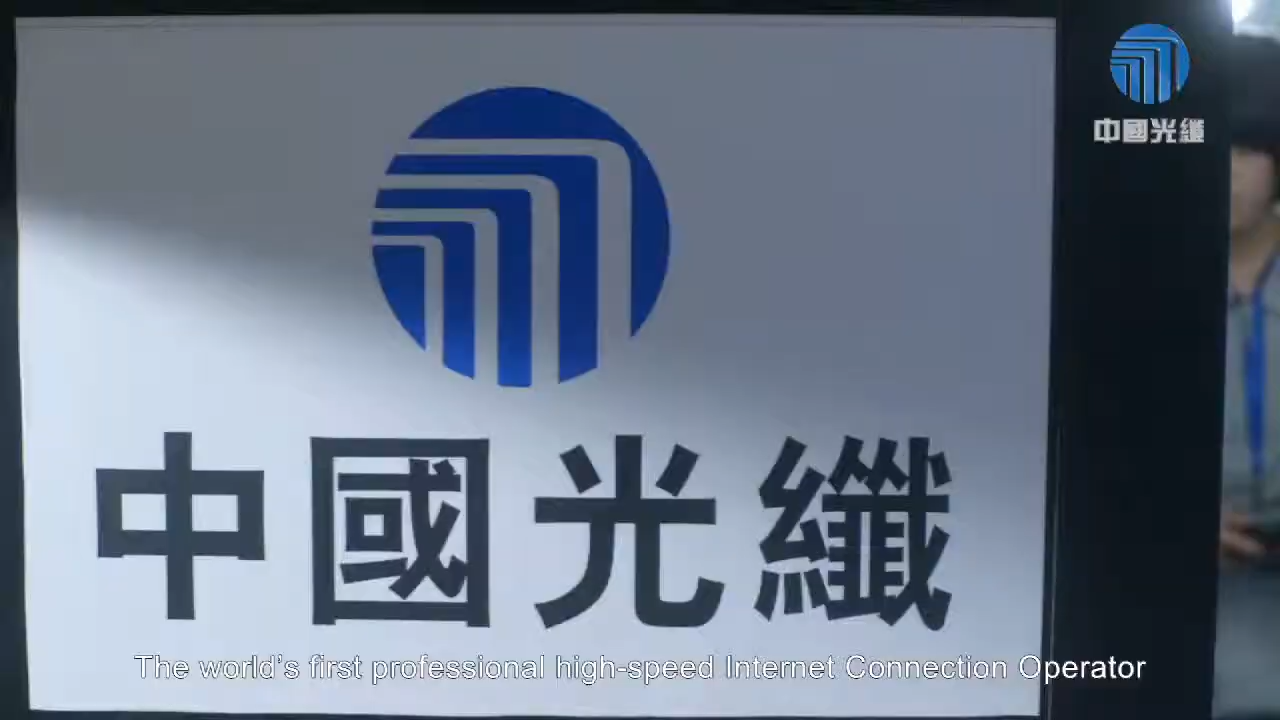 中國光纖
中國光纖
The world's first professional high-speed Internet Connection Operator